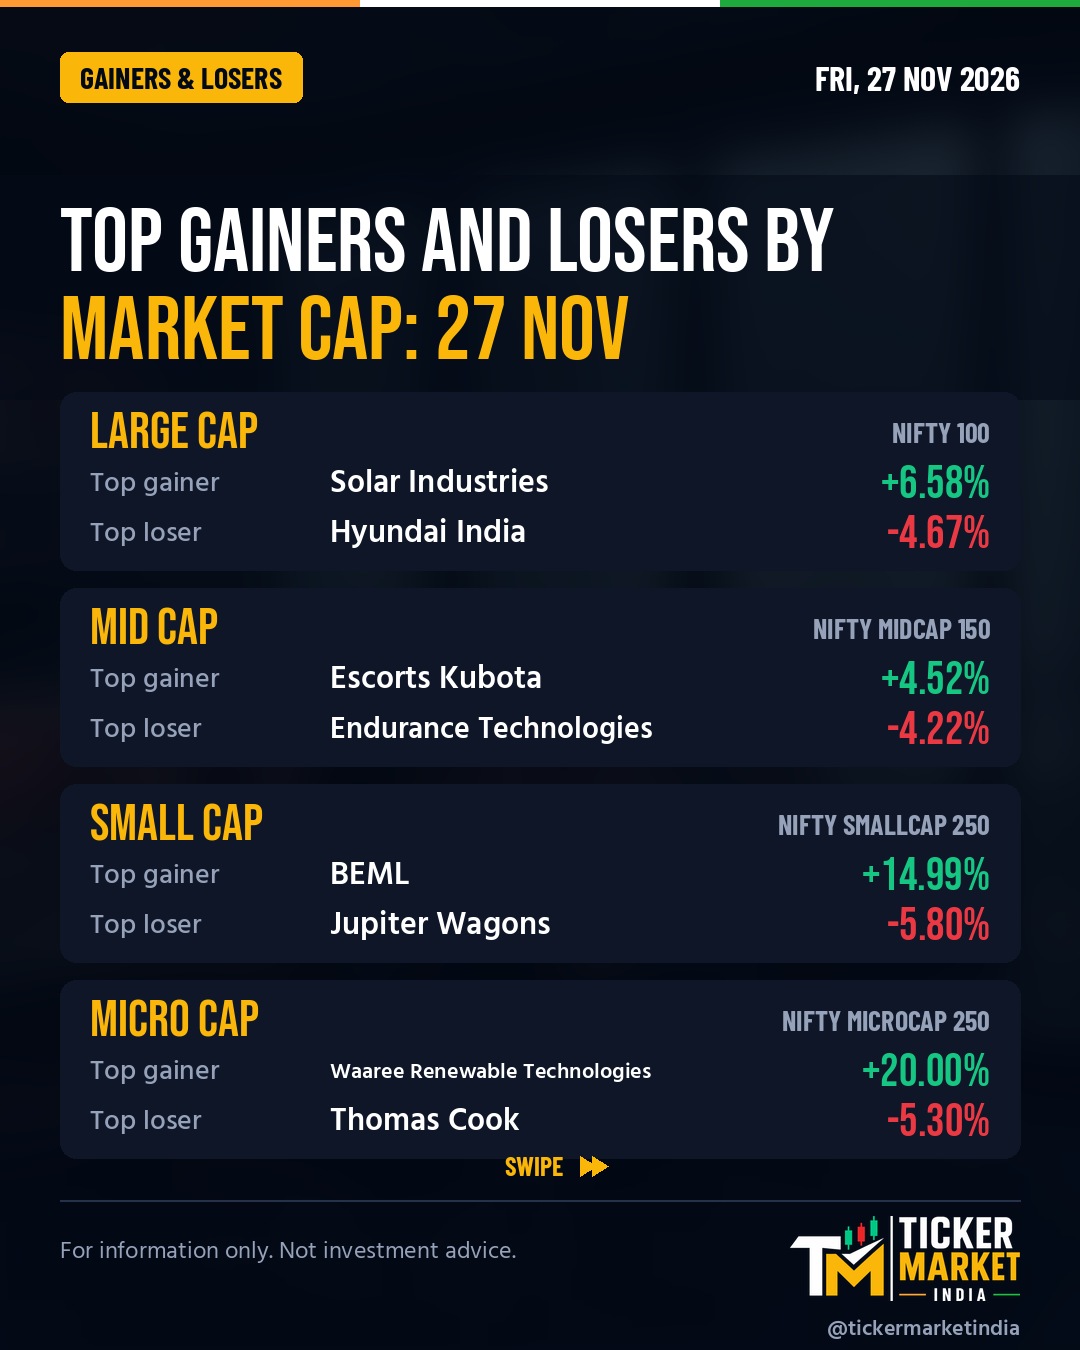 GAINERS & LOSERS
FRI, 27 NOV 2026
TOP GAINERS AND LOSERS BY
MARKET CAP: 27 NOV
LARGE CAP NIFTY 100
Top gainer Solar Industries +6.58%
Top loser Hyundai India -4.67%
MID CAP NIFTY MIDCAP 150
Top gainer Escorts Kubota +4.52%
Top loser Endurance Technologies -4.22%
SMALL CAP NIFTY SMALLCAP 250
Top gainer BEML +14.99%
Top loser Jupiter Wagons -5.80%
MICRO CAP NIFTY MICROCAP 250
Top gainer Waaree Renewable Technologies +20.00%
Top loser Thomas Cook -5.30%
SWIPE
For information only. Not investment advice.
TM TICKER
MARKET
INDIA
@tickermarketindia